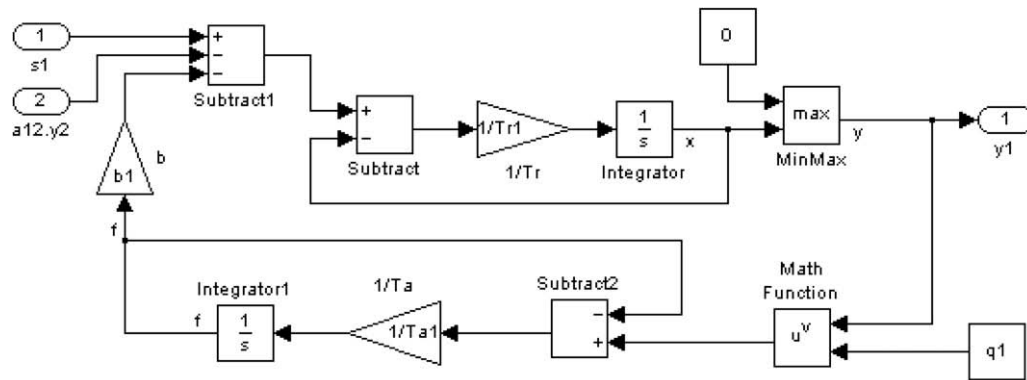 1
s1
2
a12.y2
+
−
−
Subtract1
b
b1
f
+
−
Subtract
1/Tr1
1/Tr
1
s
Integrator
x
0
max
MinMax
y
1
y1
Integrator1
f
1
s
1/Ta
1/Ta1
Subtract2
−
+
Math
Function
u^v
q1